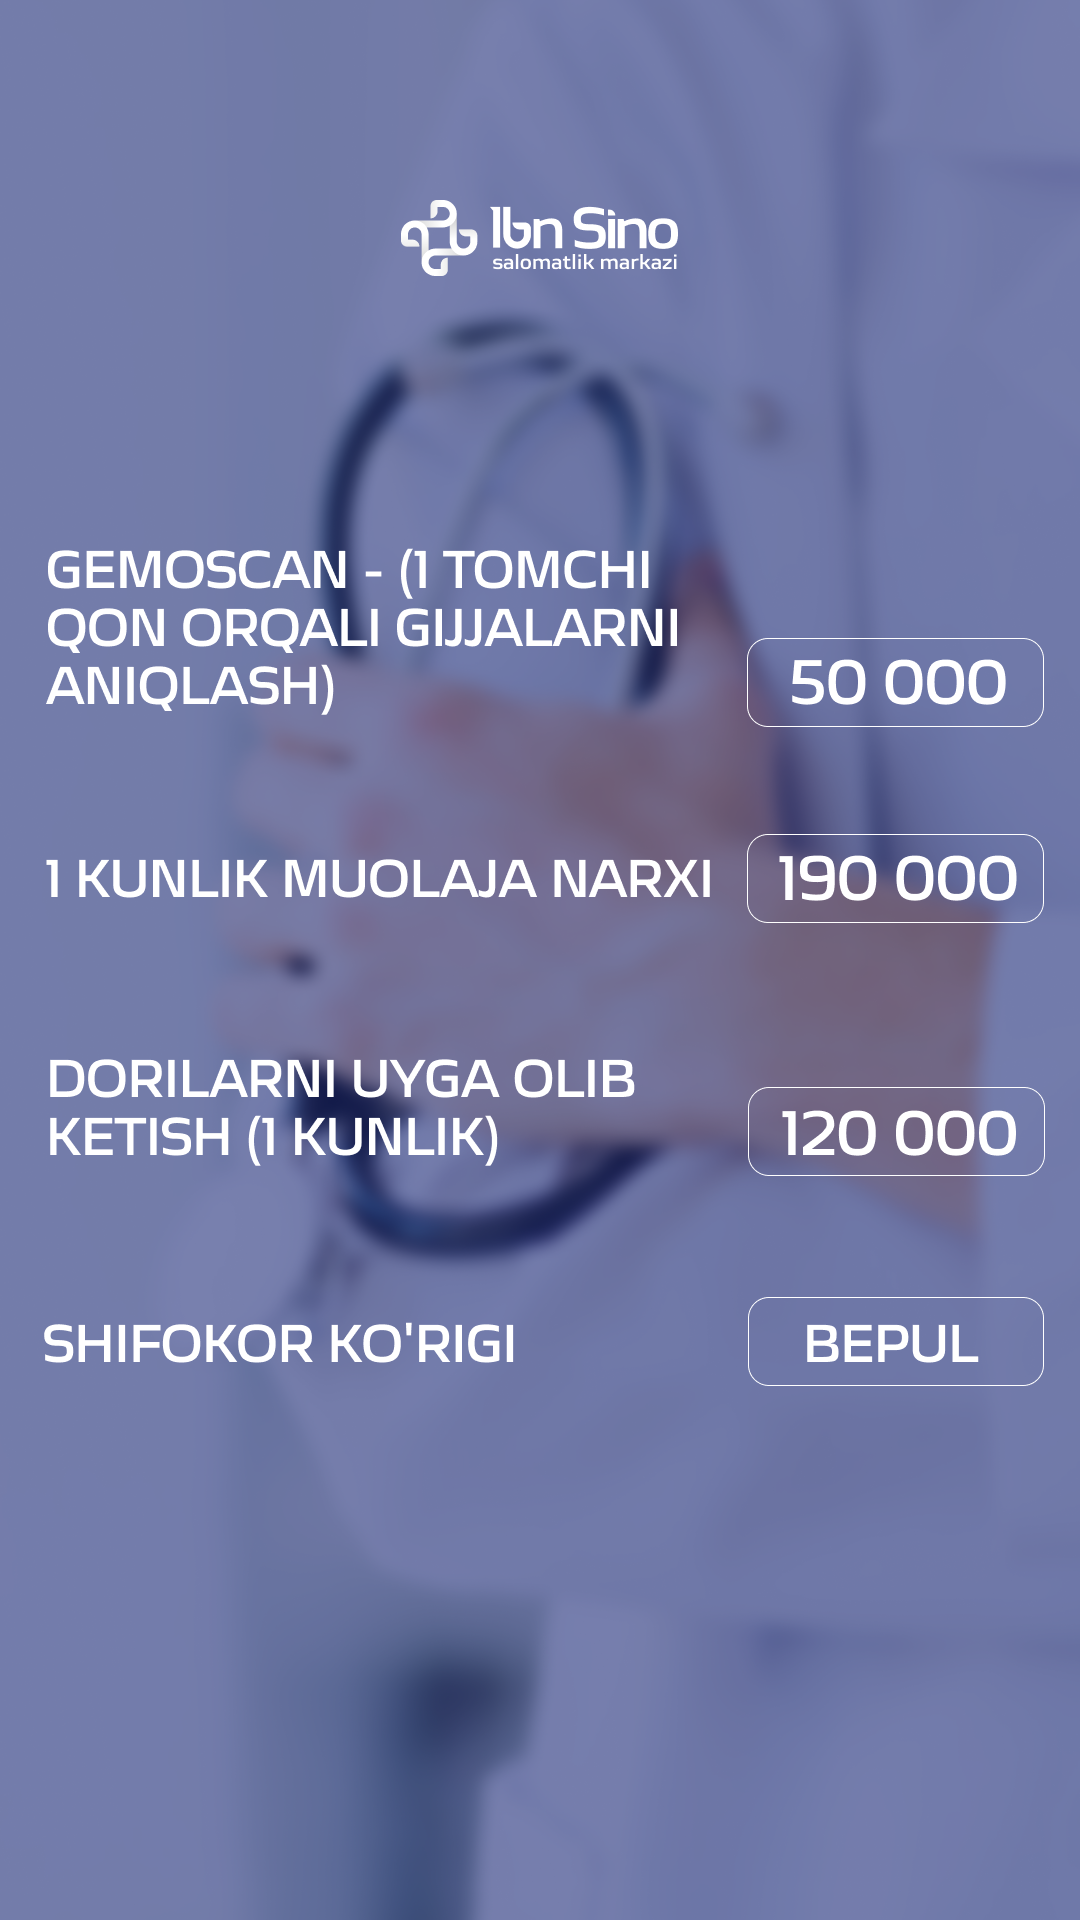 Ibn Sino
salomatlik markazi
GEMOSCAN - (1 TOMCHI
QON ORQALI GIJJALARNI
ANIQLASH)
50 000
1 KUNLIK MUOLAJA NARXI
190 000
DORILARNI UYGA OLIB
KETISH (1 KUNLIK)
120 000
SHIFOKOR KO'RIGI
BEPUL